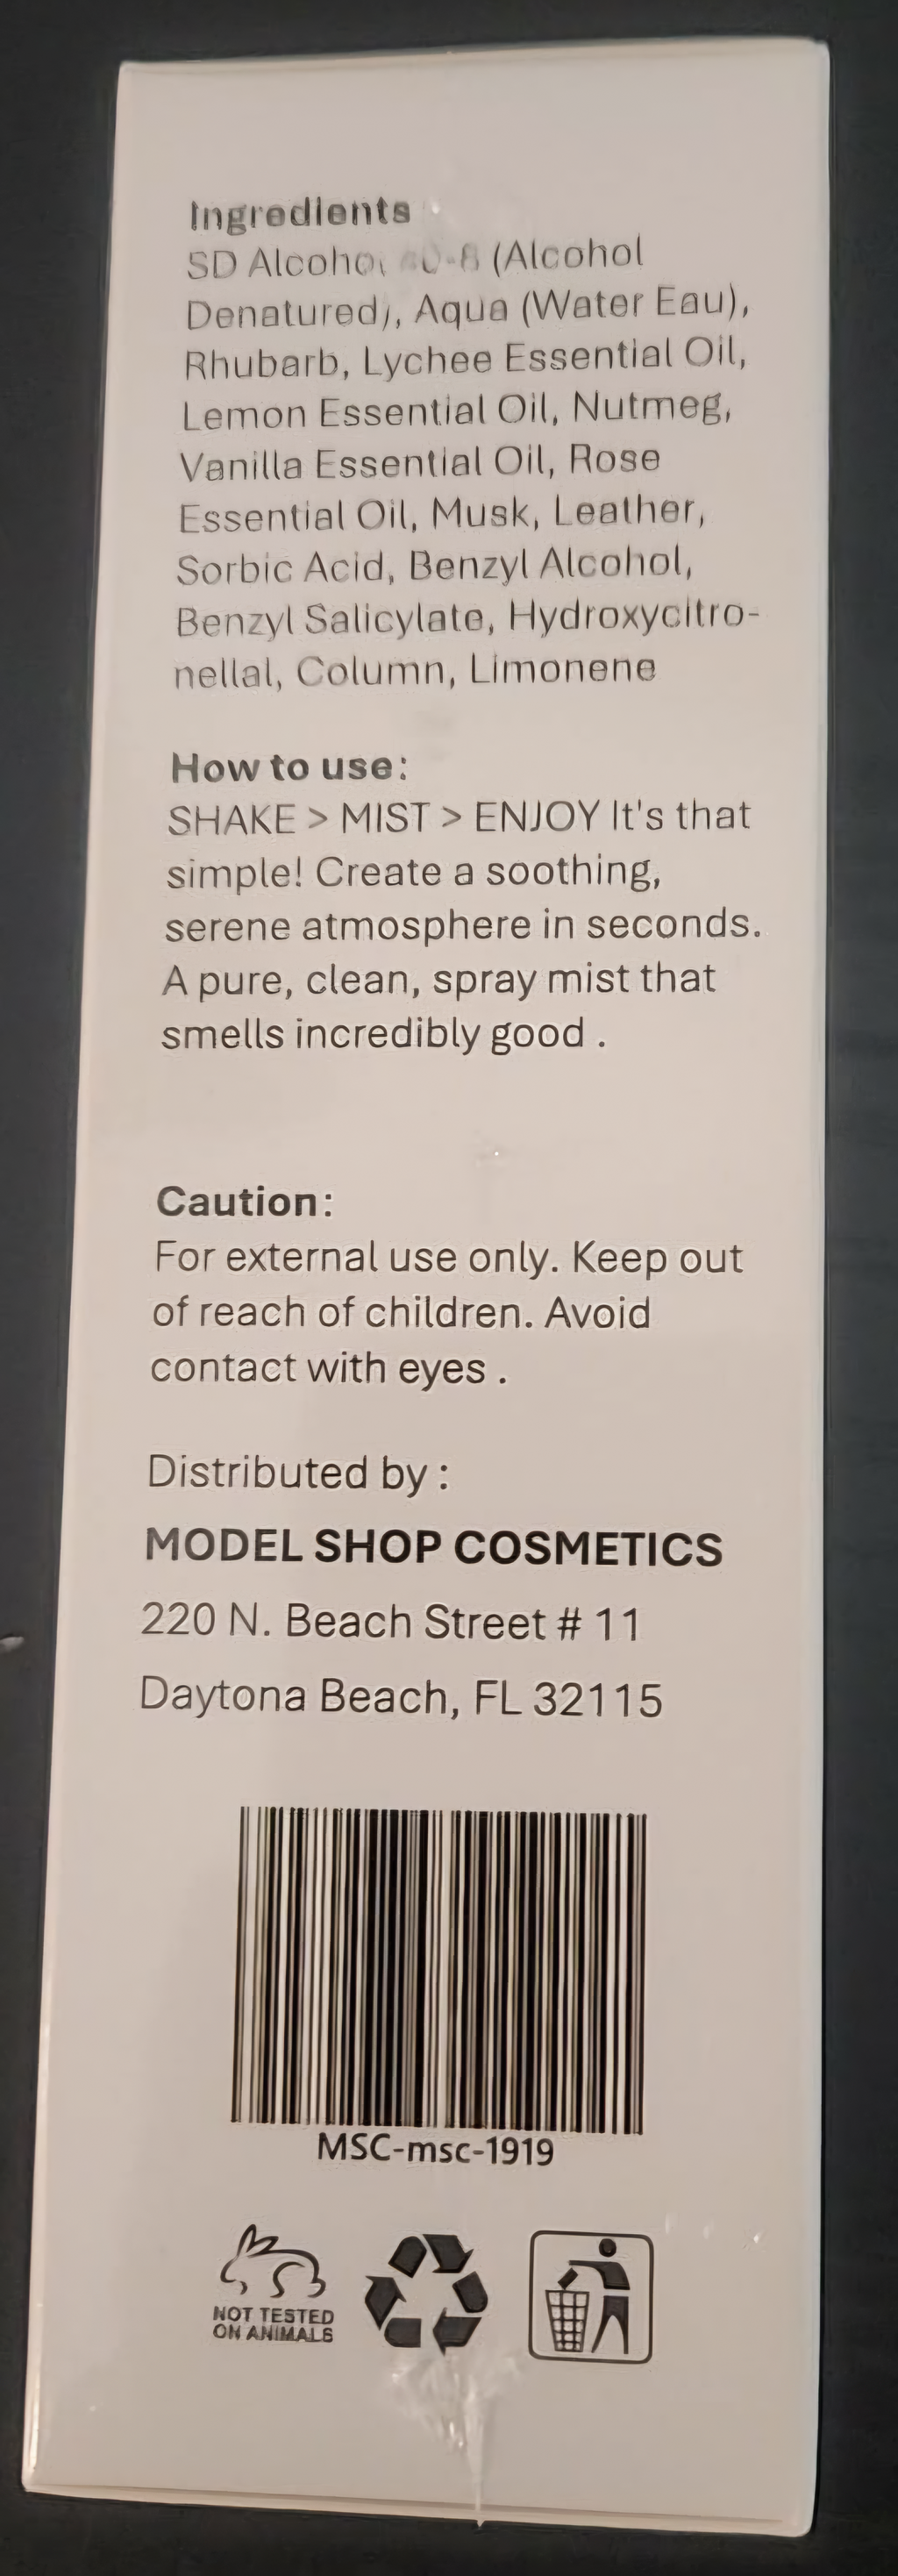 Ingredients
SD Alcohol (Alcohol
Denatured), Aqua (Water Eau),
Rhubarb, Lychee Essential Oil,
Lemon Essential Oil, Nutmeg,
Vanilla Essential Oil, Rose
Essential Oil, Musk, Leather,
Sorbic Acid, Benzyl Alcohol,
Benzyl Salicylate, Hydroxycitro-
nellal, Column, Limonene
How to use:
SHAKE > MIST > ENJOY It's that
simple! Create a soothing,
serene atmosphere in seconds.
A pure, clean, spray mist that
smells incredibly good .
Caution:
For external use only. Keep out
of reach of children. Avoid
contact with eyes .
Distributed by :
MODEL SHOP COSMETICS
220 N. Beach Street # 11
Daytona Beach, FL 32115
MSC-msc-1919
NOT TESTED
ON ANIMALS